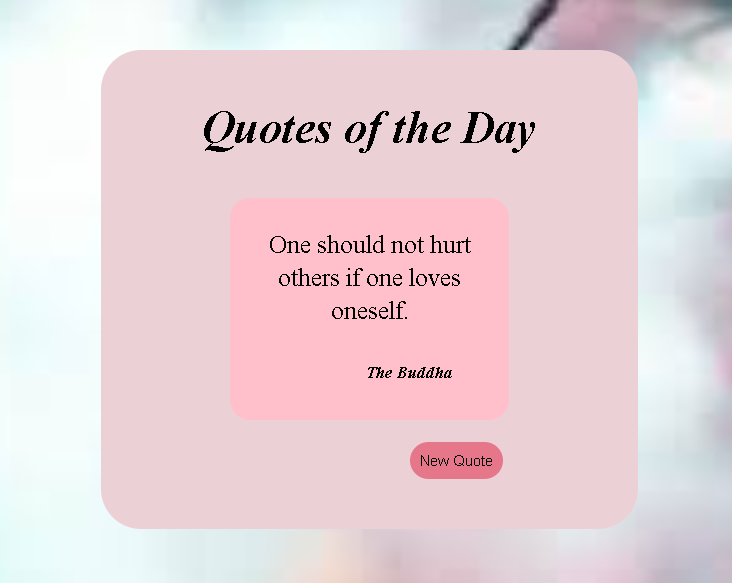 Quotes of the Day
One should not hurt
others if one loves
oneself.
The Buddha
New Quote